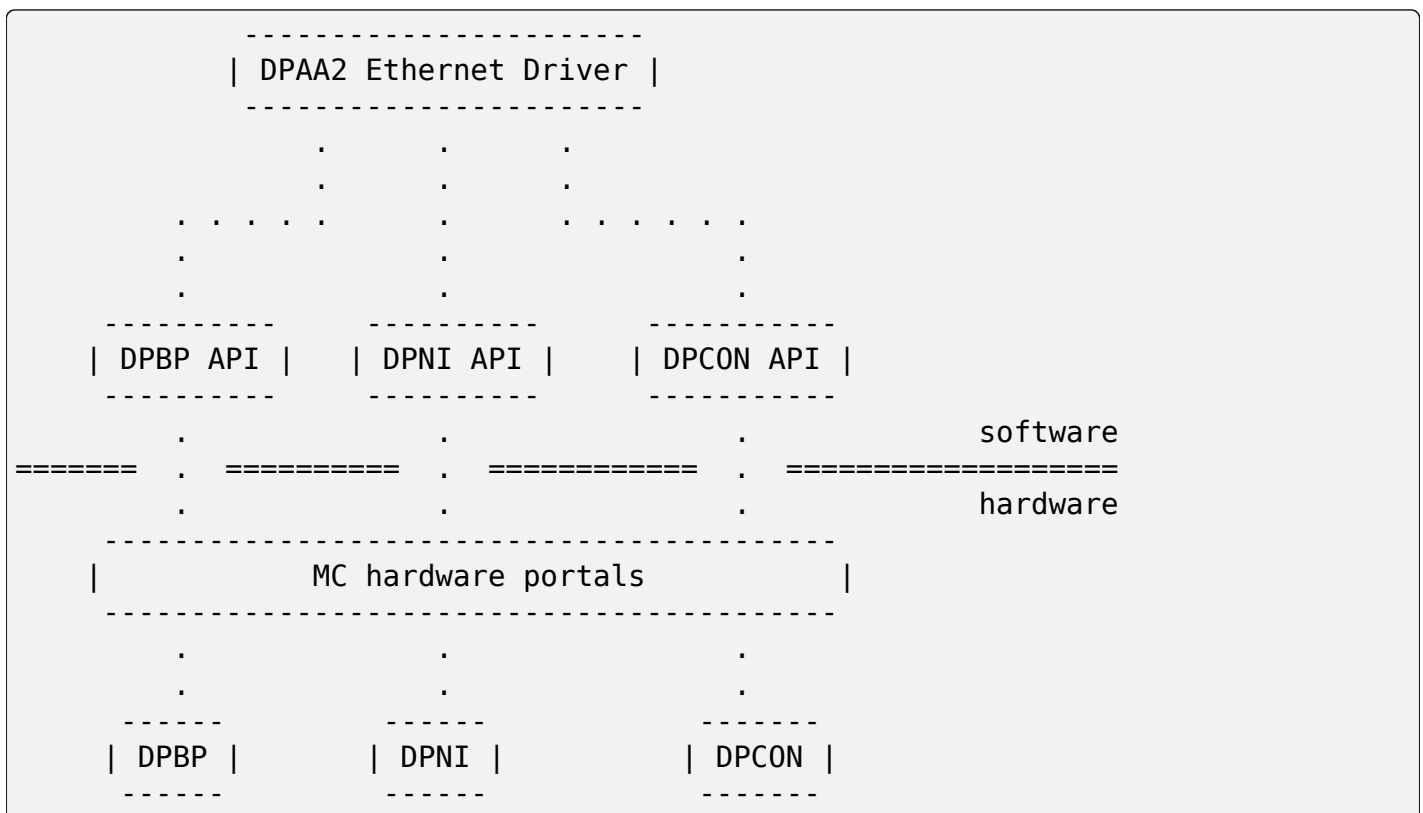 -----------------------
| DPAA2 Ethernet Driver |
-----------------------
. . .
. . .
. . . . . . . . . . . .
. . .
. . .
---------- ---------- -----------
| DPBP API | | DPNI API | | DPCON API |
---------- ---------- -----------
. . . software
======= . ========== . ============ . ===================
. . . hardware
------------------------------------------
| MC hardware portals |
------------------------------------------
. . .
. . .
------ ------ -------
| DPBP | | DPNI | | DPCON |
------ ------ -------